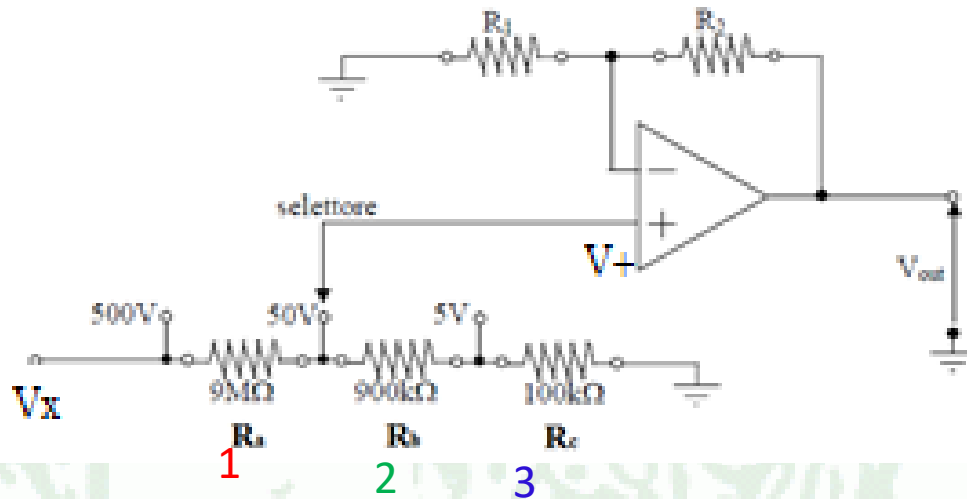 R1 R2
selettore
V+
Vout
500V 50V 5V
Vx
9MΩ 900kΩ 100kΩ
Ra Rb Rc
1 2 3